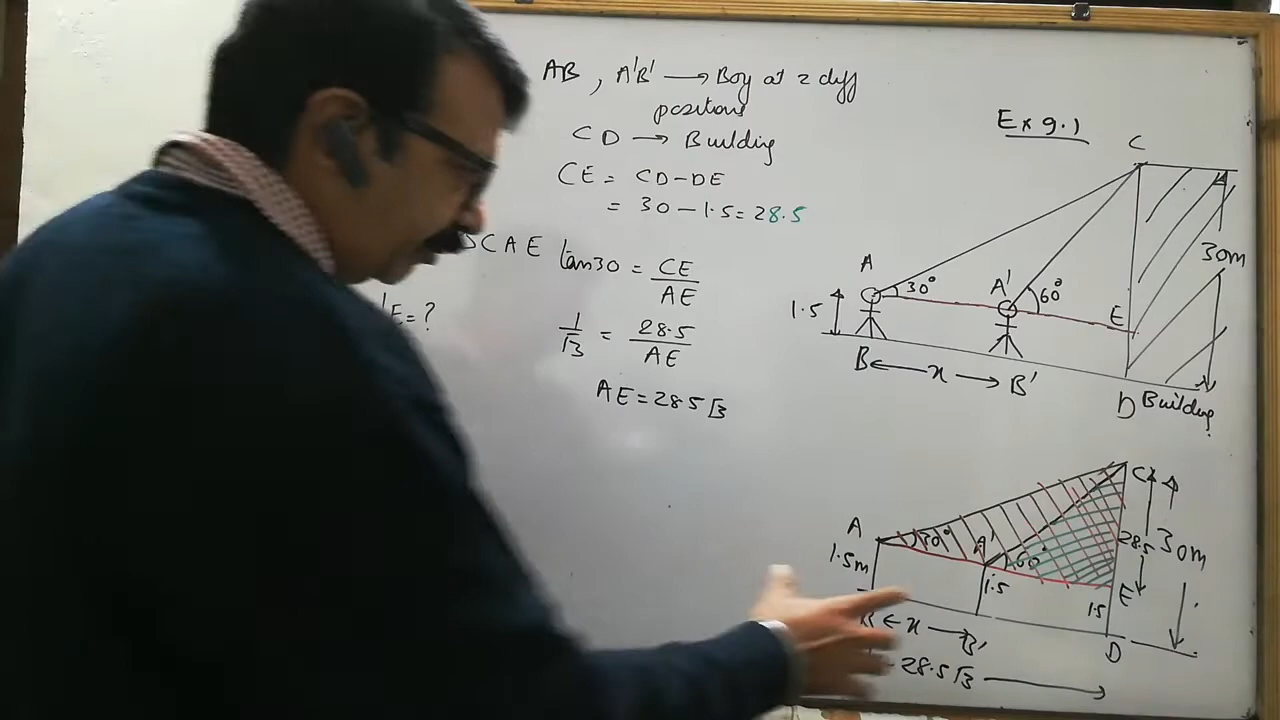 AB, A'B' → Boy at 2 diff
positions
CD → Building
CE = CD-DE
= 30-1.5=28.5
CAE tan30 = CE/AE
'E=?
1/√3 = 28.5/AE
AE=28.5√3
Ex 9.1
C
A 30°
A' 60°
30m
1.5
E
B ← x → B'
D Building
C
A 30°
A' 60°
1.5m
28.5
30m
1.5
E
1.5
B ← x → B'
D
28.5√3 →